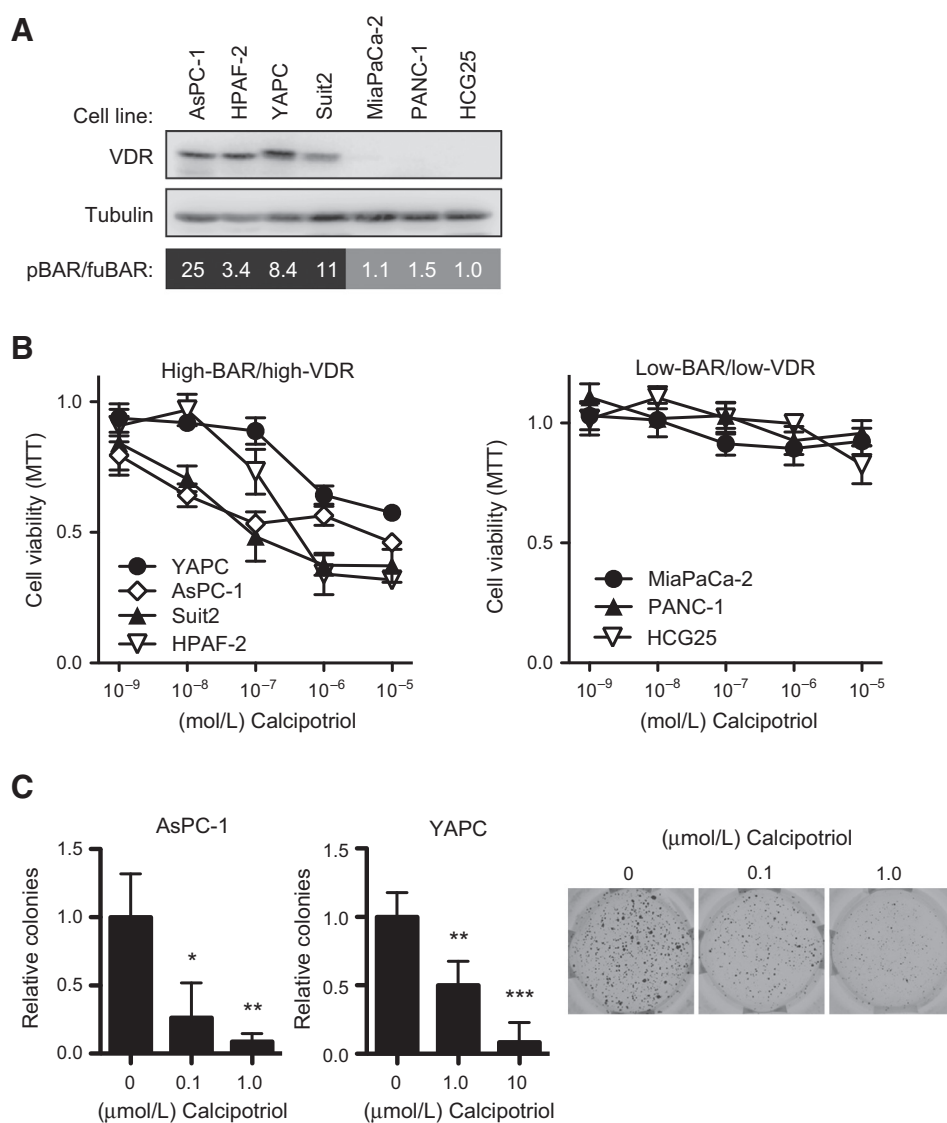 A
Cell line:
AsPC-1
HPAF-2
YAPC
Suit2
MiaPaCa-2
PANC-1
HCG25
VDR
Tubulin
pBAR/fuBAR: 25 3.4 8.4 11 1.1 1.5 1.0
B
High-BAR/high-VDR
Cell viability (MTT)
1.0
0.5
0.0
YAPC
AsPC-1
Suit2
HPAF-2
10⁻⁹ 10⁻⁸ 10⁻⁷ 10⁻⁶ 10⁻⁵
(mol/L) Calcipotriol
Low-BAR/low-VDR
Cell viability (MTT)
1.0
0.5
0.0
MiaPaCa-2
PANC-1
HCG25
10⁻⁹ 10⁻⁸ 10⁻⁷ 10⁻⁶ 10⁻⁵
(mol/L) Calcipotriol
C
AsPC-1
Relative colonies
1.5
1.0
0.5
0.0
*
**
0 0.1 1.0
(μmol/L) Calcipotriol
YAPC
Relative colonies
1.5
1.0
0.5
0.0
**
***
0 1.0 10
(μmol/L) Calcipotriol
(μmol/L) Calcipotriol
0 0.1 1.0